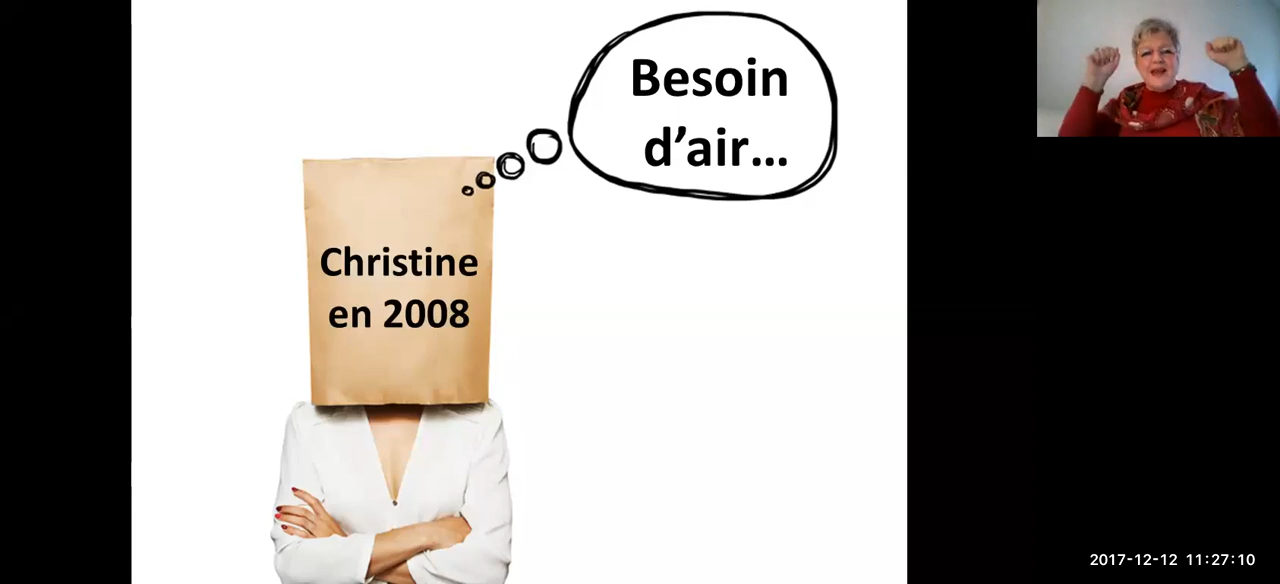 Besoin
d’air...
Christine
en 2008
2017-12-12 11:27:10